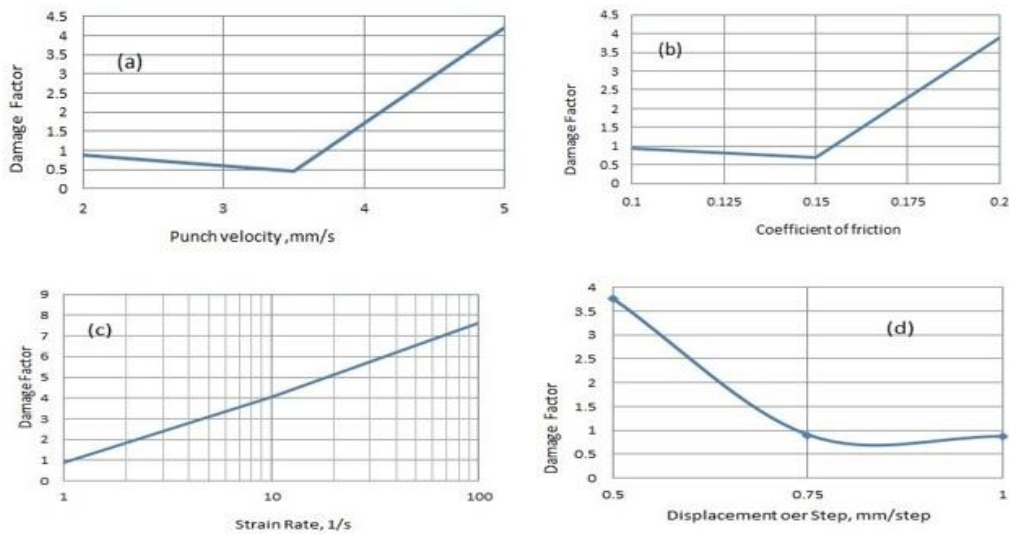 4.5
4
3.5
3
2.5
2
1.5
1
0.5
0
Damage Factor
(a)
2 3 4 5
Punch velocity ,mm/s
4.5
4
3.5
3
2.5
2
1.5
1
0.5
0
Damage Factor
(b)
0.1 0.125 0.15 0.175 0.2
Coefficient of friction
9
8
7
6
5
4
3
2
1
0
Damage Factor
(c)
1 10 100
Strain Rate, 1/s
4
3.5
3
2.5
2
1.5
1
0.5
0
Damage Factor
(d)
0.5 0.75 1
Displacement oer Step, mm/step